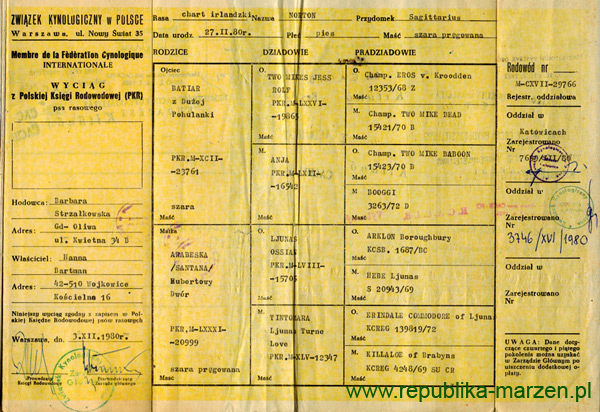 ZWIĄZEK KYNOLOGICZNY w POLSCE
Warszawa, ul. Nowy Świat 35
Membre de la Fédération Cynologique
INTERNATIONALE
WYCIĄG
z Polskiej Księgi Rodowodowej (PKR)
psa rasowego
Hodowca: Barbara
Strzałkowska
Adres: Gd- Oliwa
ul. Kwietna 34 B
Właściciel: Hanna
Bartman
Adres: 42-510 Wojkowice
Kościelna 16
Niniejszy wyciąg zgodny z zapisem w Polskiej
Księdze Rodowodowej psów rasowych
Warszawa, dn. 3.XII.1980r.
Prowadzący
Księgi Rodowodowe
Przewodniczący
Zarządu Głównego
Rasa chart irlandzki Nazwa NORTON Przydomek Sagittarius
Data urodz. 27.II.80r. Płeć pies Maść szara pręgowana
RODZICE DZIADOWIE PRADZIADOWIE
Ojciec
BATIAR
z Dużej
Pohulanki
PKR.M-XCII-
-23761
szara
Maść
Matka
ARABESKA
/SANTANA/
Hubertowy
Dwór
PKR.M-LXXXI-
-20999
szara pręgowana
Maść
O.
TWO MIKES JESS
ROLF
PKR.M-LXXVI-
-19865
Maść
M.
ANJA
PKR.M-LXII-
-16542
Maść
O.
LJUNAS
OSSIAN
PKR.M-LVIII-
-15705
Maść
M.
TINTOMARA
Ljunas Turne
Love
PKR.M-XLV-12347
Maść
O.
Champ. EROS v. Kroodden
12353/68 Z
Maść
M.
Champ. TWO MIKE BEAD
15421/70 B
Maść
O.
Champ. TWO MIKE BABOON
15423/70 B
Maść
M
BOOGGI
3263/72 D
Maść
O.
ARKLON Boroughbury
KCSB. 1687/BC
Maść
M.
HERE Ljunas
S 20943/69
Maść
O.
ERINDALE COMMODORE of Ljunas
KCREG 139819/72
Maść
M.
KILLALOE of Brabyns
KCREG 4248/69 SU CR
Maść
Rodowód nr
M-CXVII-29766
Rejestr. oddziałowa
Oddział w
Katowicach
Zarejestrowano
Nr
Oddział w
Zarejestrowano
Nr
3746/XVI/1980
Oddział w
Zarejestrowano
Nr
UWAGA: Dane dotyczące
czwartego i piątego
pokolenia można uzyskać
w Zarządzie Głównym po
uiszczeniu dodatkowej opłaty.
www.republika-marzen.pl